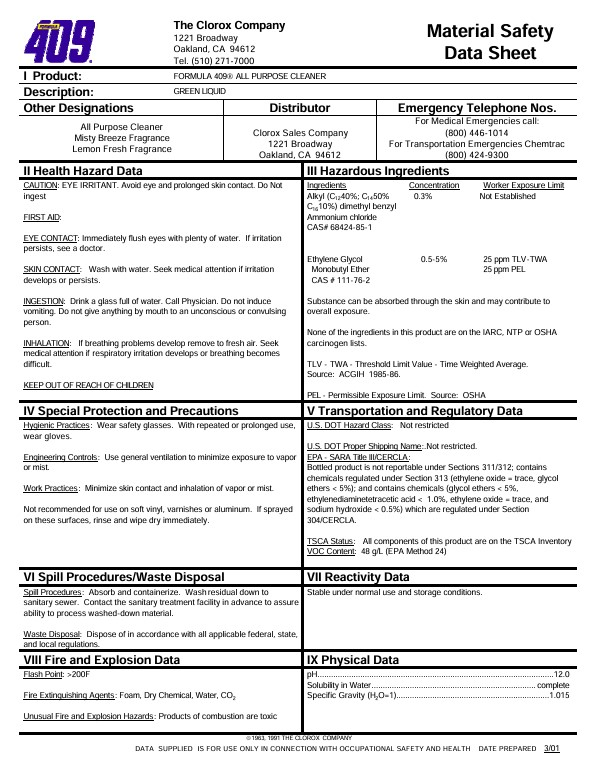 FORMULA
409®
The Clorox Company
1221 Broadway
Oakland, CA 94612
Tel. (510) 271-7000
Material Safety
Data Sheet
I Product: FORMULA 409® ALL PURPOSE CLEANER
Description: GREEN LIQUID
Other Designations
All Purpose Cleaner
Misty Breeze Fragrance
Lemon Fresh Fragrance
Distributor
Clorox Sales Company
1221 Broadway
Oakland, CA 94612
Emergency Telephone Nos.
For Medical Emergencies call:
(800) 446-1014
For Transportation Emergencies Chemtrac
(800) 424-9300
II Health Hazard Data
CAUTION: EYE IRRITANT. Avoid eye and prolonged skin contact. Do Not
ingest
FIRST AID:
EYE CONTACT: Immediately flush eyes with plenty of water. If irritation
persists, see a doctor.
SKIN CONTACT: Wash with water. Seek medical attention if irritation
develops or persists.
INGESTION: Drink a glass full of water. Call Physician. Do not induce
vomiting. Do not give anything by mouth to an unconscious or convulsing
person.
INHALATION: If breathing problems develop remove to fresh air. Seek
medical attention if respiratory irritation develops or breathing becomes
difficult.
KEEP OUT OF REACH OF CHILDREN
III Hazardous Ingredients
Ingredients Concentration Worker Exposure Limit
Alkyl (C₁₂40%; C₁₄50% 0.3% Not Established
C₁₆10%) dimethyl benzyl
Ammonium chloride
CAS# 68424-85-1
Ethylene Glycol 0.5-5% 25 ppm TLV-TWA
Monobutyl Ether 25 ppm PEL
CAS # 111-76-2
Substance can be absorbed through the skin and may contribute to
overall exposure.
None of the ingredients in this product are on the IARC, NTP or OSHA
carcinogen lists.
TLV - TWA - Threshold Limit Value - Time Weighted Average.
Source: ACGIH 1985-86.
PEL - Permissible Exposure Limit. Source: OSHA
IV Special Protection and Precautions
Hygienic Practices: Wear safety glasses. With repeated or prolonged use,
wear gloves.
Engineering Controls: Use general ventilation to minimize exposure to vapor
or mist.
Work Practices: Minimize skin contact and inhalation of vapor or mist.
Not recommended for use on soft vinyl, varnishes or aluminum. If sprayed
on these surfaces, rinse and wipe dry immediately.
V Transportation and Regulatory Data
U.S. DOT Hazard Class: Not restricted
U.S. DOT Proper Shipping Name:.Not restricted.
EPA - SARA Title III/CERCLA:
Bottled product is not reportable under Sections 311/312; contains
chemicals regulated under Section 313 (ethylene oxide = trace, glycol
ethers < 5%); and contains chemicals (glycol ethers < 5%,
ethylenediaminetetracetic acid < 1.0%, ethylene oxide = trace, and
sodium hydroxide < 0.5%) which are regulated under Section
304/CERCLA.
TSCA Status: All components of this product are on the TSCA Inventory
VOC Content: 48 g/L (EPA Method 24)
VI Spill Procedures/Waste Disposal
Spill Procedures: Absorb and containerize. Wash residual down to
sanitary sewer. Contact the sanitary treatment facility in advance to assure
ability to process washed-down material.
Waste Disposal: Dispose of in accordance with all applicable federal, state,
and local regulations.
VII Reactivity Data
Stable under normal use and storage conditions.
VIII Fire and Explosion Data
Flash Point: >200F
Fire Extinguishing Agents: Foam, Dry Chemical, Water, CO₂
Unusual Fire and Explosion Hazards: Products of combustion are toxic
IX Physical Data
pH....................12.0
Solubility in Water.................... complete
Specific Gravity (H₂O=1)....................1.015
©1963, 1991 THE CLOROX COMPANY
DATA SUPPLIED IS FOR USE ONLY IN CONNECTION WITH OCCUPATIONAL SAFETY AND HEALTH DATE PREPARED 3/01